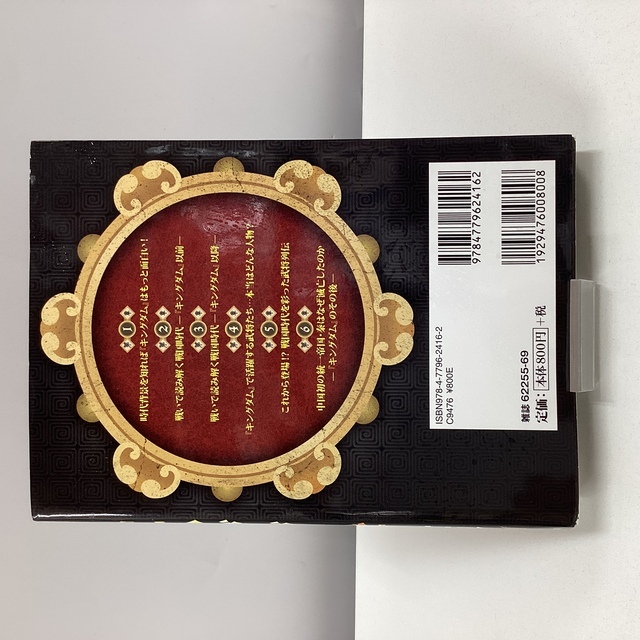 1
時代背景を知れば『キングダム』はもっと面白い!
2
戦いで読み解く戦国時代―『キングダム』以前―
3
戦いで読み解く戦国時代―『キングダム』以降―
4
『キングダム』で活躍する武将たち 本当はどんな人物?
5
これから登場!? 戦国時代を彩った武将列伝
6
中国初の統一帝国・秦はなぜ滅亡したのか
―『キングダム』のその後―
9784779624162
1929476008008
ISBN978-4-7796-2416-2
C9476 ¥800E
雑誌 62255-69
定価:本体800円+税